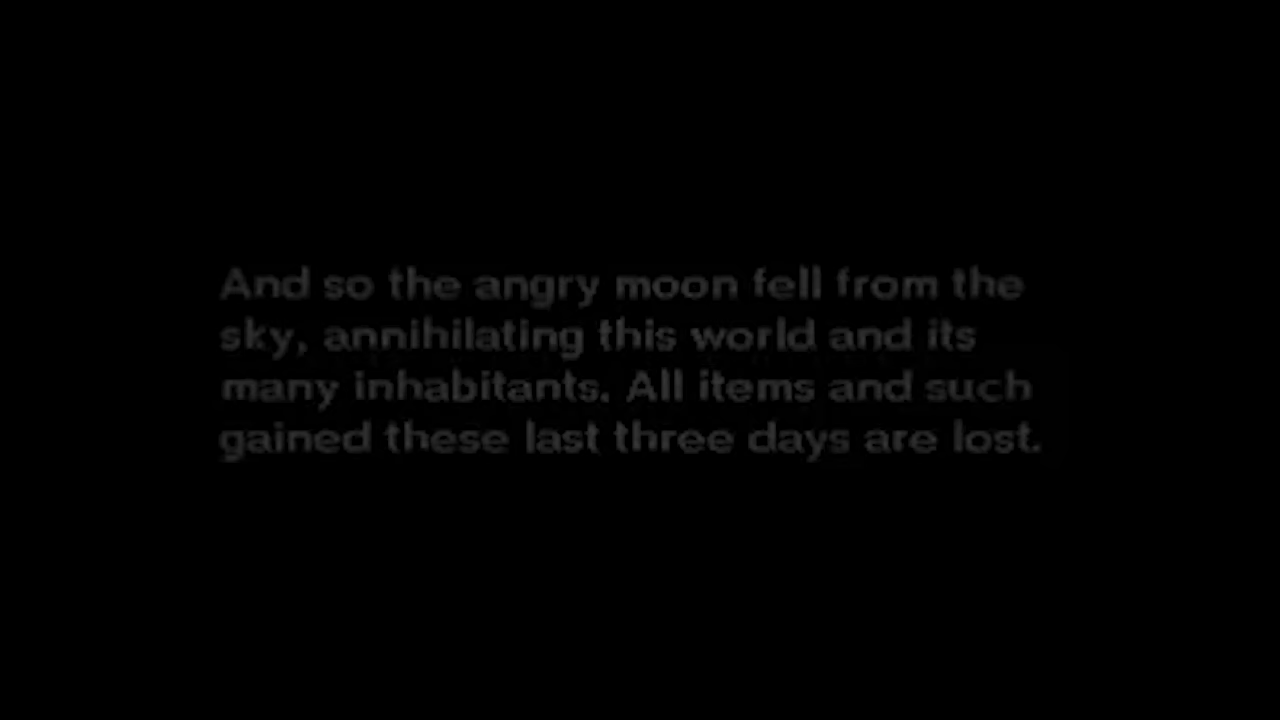 And so the angry moon fell from the
sky, annihilating this world and its
many inhabitants. All items and such
gained these last three days are lost.